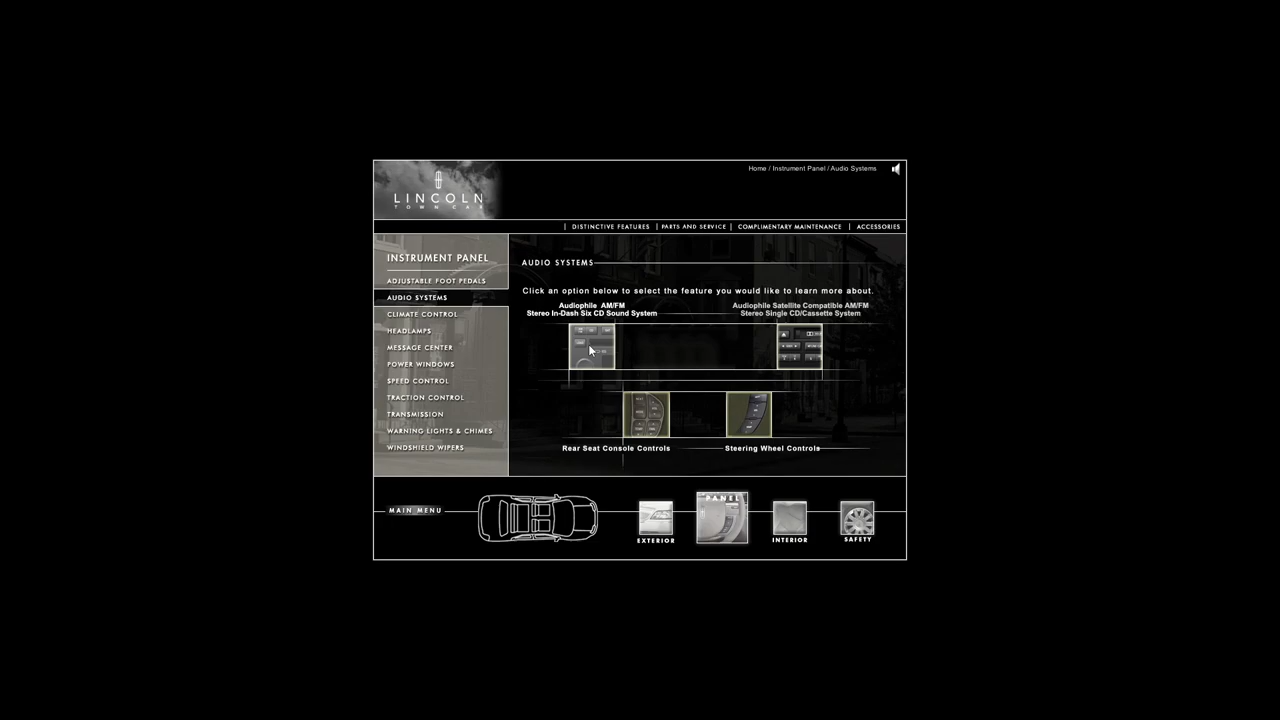 Home / Instrument Panel / Audio Systems
LINCOLN
TOWN CAR
DISTINCTIVE FEATURES | PARTS AND SERVICE | COMPLIMENTARY MAINTENANCE | ACCESSORIES
INSTRUMENT PANEL
ADJUSTABLE FOOT PEDALS
AUDIO SYSTEMS
CLIMATE CONTROL
HEADLAMPS
MESSAGE CENTER
POWER WINDOWS
SPEED CONTROL
TRACTION CONTROL
TRANSMISSION
WARNING LIGHTS & CHIMES
WINDSHIELD WIPERS
AUDIO SYSTEMS
Click an option below to select the feature you would like to learn more about.
Audiophile AM/FM
Stereo In-Dash Six CD Sound System
Audiophile Satellite Compatible AM/FM
Stereo Single CD/Cassette System
Rear Seat Console Controls
Steering Wheel Controls
MAIN MENU
EXTERIOR
PANEL
INTERIOR
SAFETY